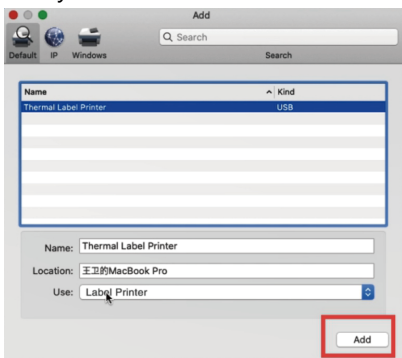 Add
Search
Default IP Windows Search
Name Kind
Thermal Label Printer USB
Name: Thermal Label Printer
Location: 王卫的MacBook Pro
Use: Label Printer
Add